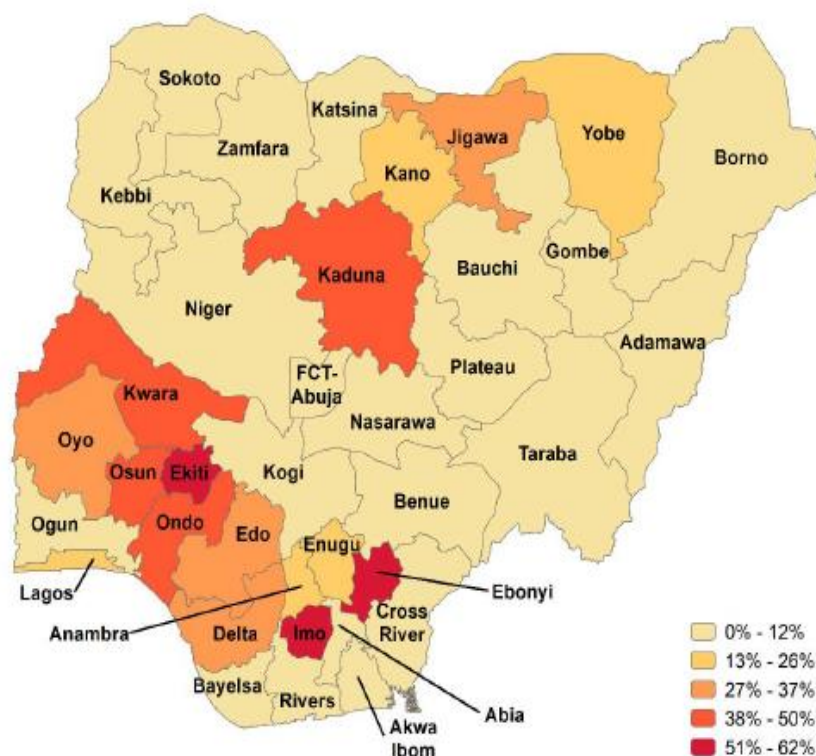 Sokoto
Katsina
Zamfara
Jigawa
Yobe
Borno
Kano
Kebbi
Gombe
Bauchi
Kaduna
Niger
Adamawa
Plateau
FCT-
Abuja
Kwara
Nasarawa
Oyo
Taraba
Osun
Ekiti
Kogi
Benue
Ogun
Ondo
Edo
Enugu
Lagos
Ebonyi
Anambra
Cross
River
Delta
Imo
Bayelsa
Rivers
Abia
Akwa
Ibom
0% - 12%
13% - 26%
27% - 37%
38% - 50%
51% - 62%